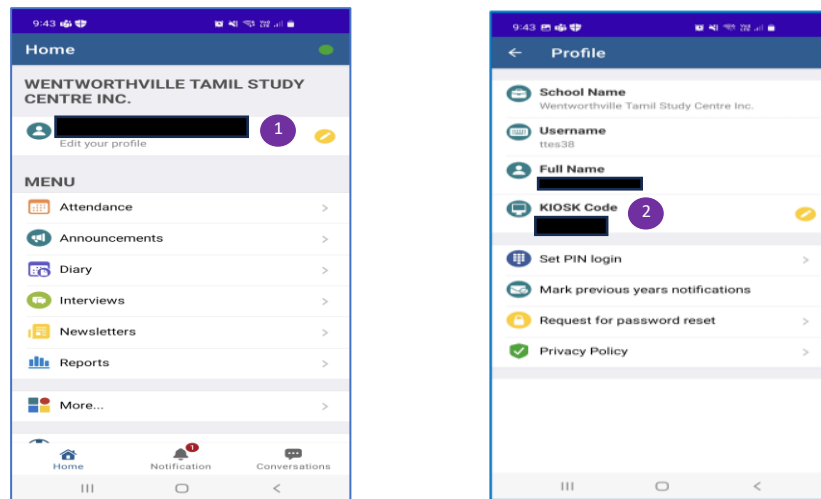 9:43
Home
WENTWORTHVILLE TAMIL STUDY
CENTRE INC.
Edit your profile
1
MENU
Attendance
Announcements
Diary
Interviews
Newsletters
Reports
More...
1
Home
Notification
Conversations
9:43
Profile
School Name
Wentworthville Tamil Study Centre Inc.
Username
ttes38
Full Name
KIOSK Code
2
Set PIN login
Mark previous years notifications
Request for password reset
Privacy Policy